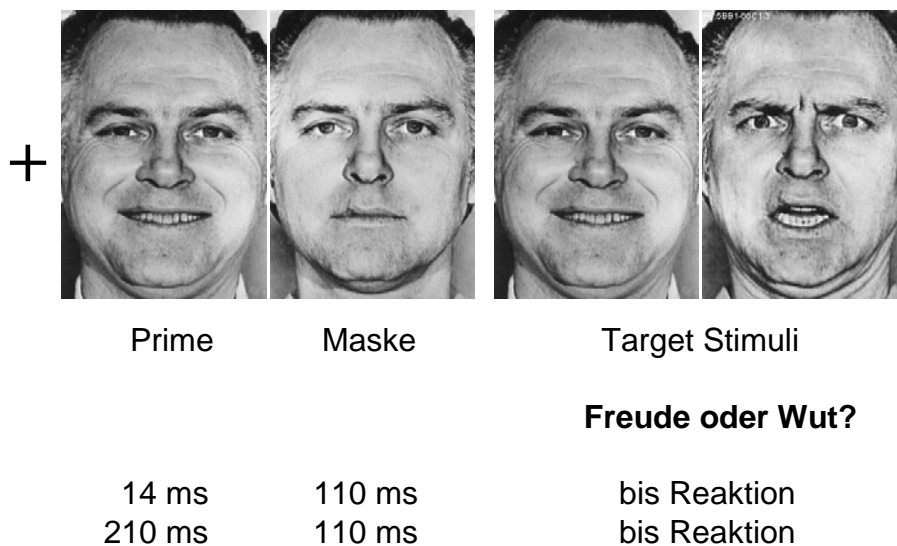 +
Prime Maske Target Stimuli
Freude oder Wut?
14 ms 110 ms bis Reaktion
210 ms 110 ms bis Reaktion